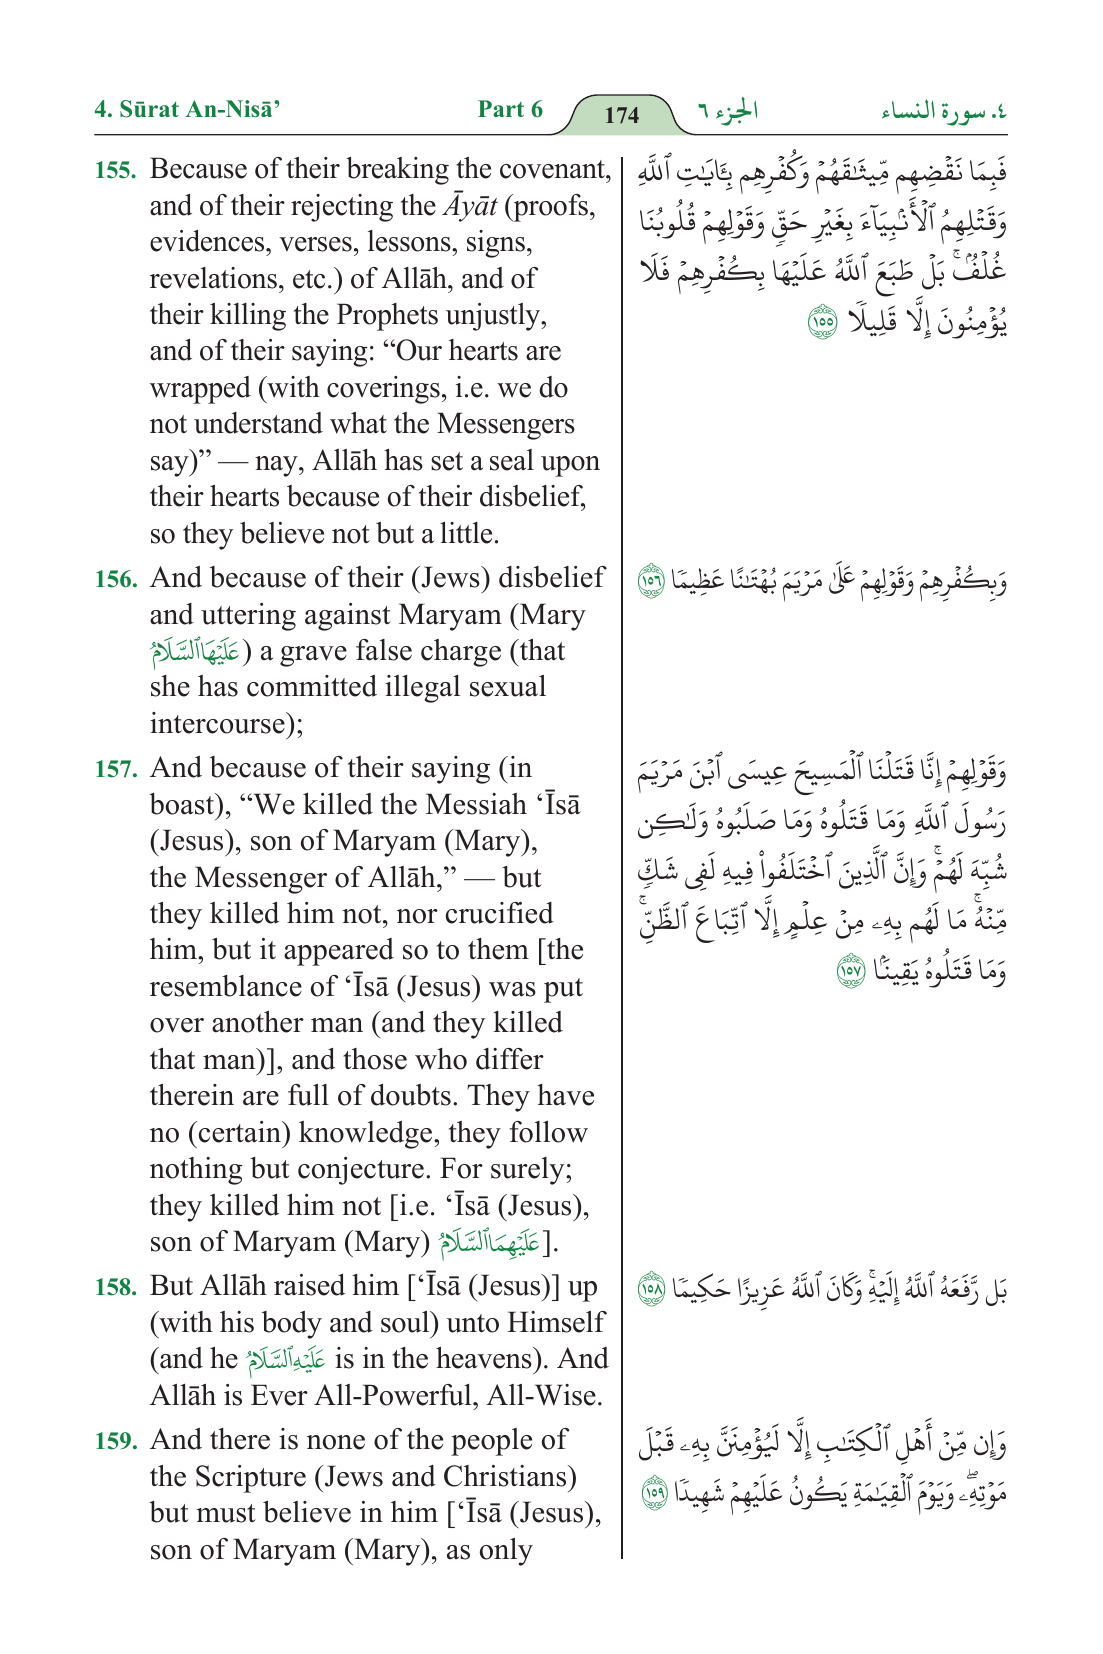 4. Sūrat An-Nisā’ Part 6 174 الجزء ٦ ٤. سورة النساء
155. Because of their breaking the covenant,
and of their rejecting the Āyāt (proofs,
evidences, verses, lessons, signs,
revelations, etc.) of Allāh, and of
their killing the Prophets unjustly,
and of their saying: “Our hearts are
wrapped (with coverings, i.e. we do
not understand what the Messengers
say)” — nay, Allāh has set a seal upon
their hearts because of their disbelief,
so they believe not but a little.
فَبِمَا نَقْضِهِم مِّيثَٰقَهُمْ وَكُفْرِهِم بِـَٔايَٰتِ ٱللَّهِ
وَقَتْلِهِمُ ٱلْأَنۢبِيَآءَ بِغَيْرِ حَقٍّ وَقَوْلِهِمْ قُلُوبُنَا
غُلْفٌۢ ۚ بَلْ طَبَعَ ٱللَّهُ عَلَيْهَا بِكُفْرِهِمْ فَلَا
يُؤْمِنُونَ إِلَّا قَلِيلًا ١٥٥
156. And because of their (Jews) disbelief
and uttering against Maryam (Mary
عَلَيْهَا ٱلسَّلَامُ) a grave false charge (that
she has committed illegal sexual
intercourse);
وَبِكُفْرِهِمْ وَقَوْلِهِمْ عَلَىٰ مَرْيَمَ بُهْتَٰنًا عَظِيمًا ١٥٦
157. And because of their saying (in
boast), “We killed the Messiah ‘Īsā
(Jesus), son of Maryam (Mary),
the Messenger of Allāh,” — but
they killed him not, nor crucified
him, but it appeared so to them [the
resemblance of ‘Īsā (Jesus) was put
over another man (and they killed
that man)], and those who differ
therein are full of doubts. They have
no (certain) knowledge, they follow
nothing but conjecture. For surely;
they killed him not [i.e. ‘Īsā (Jesus),
son of Maryam (Mary) عَلَيْهِمَا ٱلسَّلَامُ].
وَقَوْلِهِمْ إِنَّا قَتَلْنَا ٱلْمَسِيحَ عِيسَى ٱبْنَ مَرْيَمَ
رَسُولَ ٱللَّهِ وَمَا قَتَلُوهُ وَمَا صَلَبُوهُ وَلَٰكِن
شُبِّهَ لَهُمْ ۚ وَإِنَّ ٱلَّذِينَ ٱخْتَلَفُوا۟ فِيهِ لَفِى شَكٍّ
مِّنْهُ ۚ مَا لَهُم بِهِۦ مِنْ عِلْمٍ إِلَّا ٱتِّبَاعَ ٱلظَّنِّ ۚ
وَمَا قَتَلُوهُ يَقِينًۢا ١٥٧
158. But Allāh raised him [‘Īsā (Jesus)] up
(with his body and soul) unto Himself
(and he عَلَيْهِ ٱلسَّلَامُ is in the heavens). And
Allāh is Ever All-Powerful, All-Wise.
بَل رَّفَعَهُ ٱللَّهُ إِلَيْهِ ۚ وَكَانَ ٱللَّهُ عَزِيزًا حَكِيمًا ١٥٨
159. And there is none of the people of
the Scripture (Jews and Christians)
but must believe in him [‘Īsā (Jesus),
son of Maryam (Mary), as only
وَإِن مِّنْ أَهْلِ ٱلْكِتَٰبِ إِلَّا لَيُؤْمِنَنَّ بِهِۦ قَبْلَ
مَوْتِهِۦ ۖ وَيَوْمَ ٱلْقِيَٰمَةِ يَكُونُ عَلَيْهِمْ شَهِيدًا ١٥٩